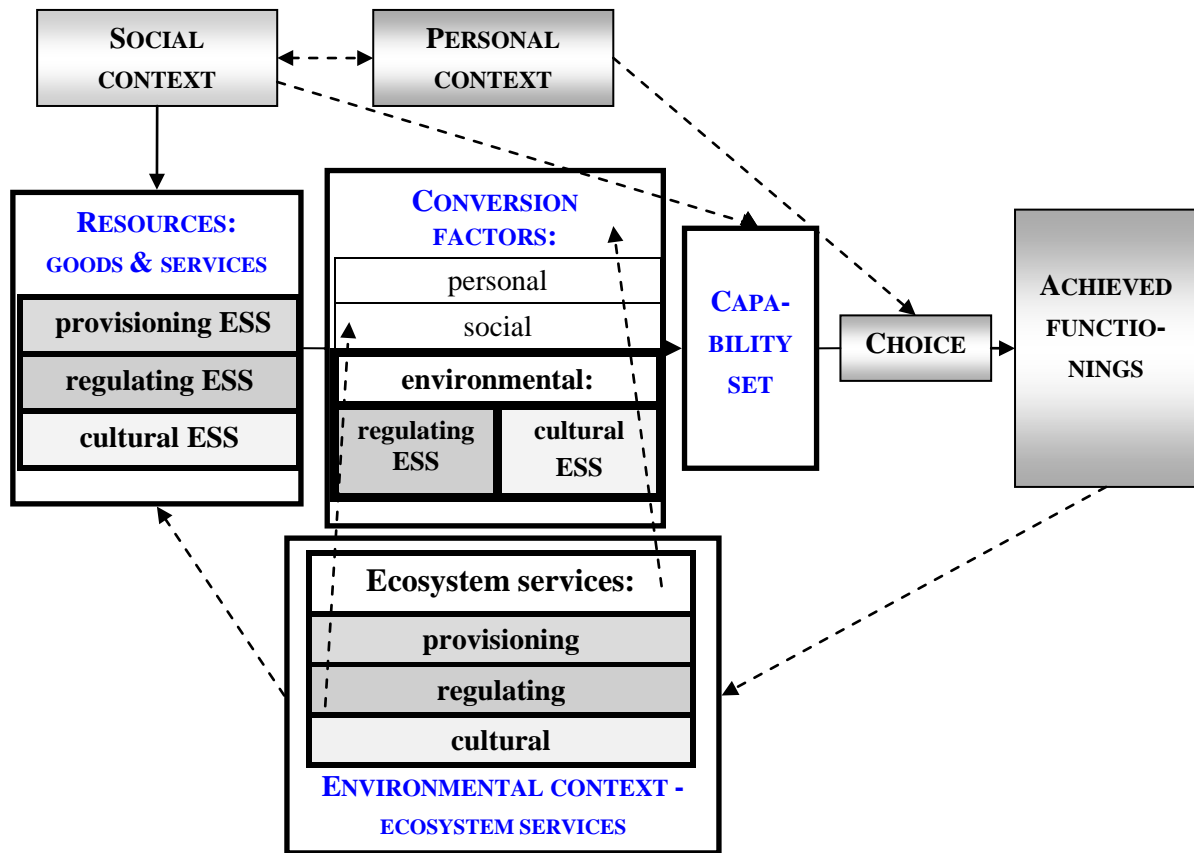 SOCIAL
CONTEXT
PERSONAL
CONTEXT
RESOURCES:
GOODS & SERVICES
provisioning ESS
regulating ESS
cultural ESS
CONVERSION
FACTORS:
personal
social
environmental:
regulating
ESS
cultural
ESS
CAPA-
BILITY
SET
CHOICE
ACHIEVED
FUNCTIO-
NINGS
Ecosystem services:
provisioning
regulating
cultural
ENVIRONMENTAL CONTEXT -
ECOSYSTEM SERVICES